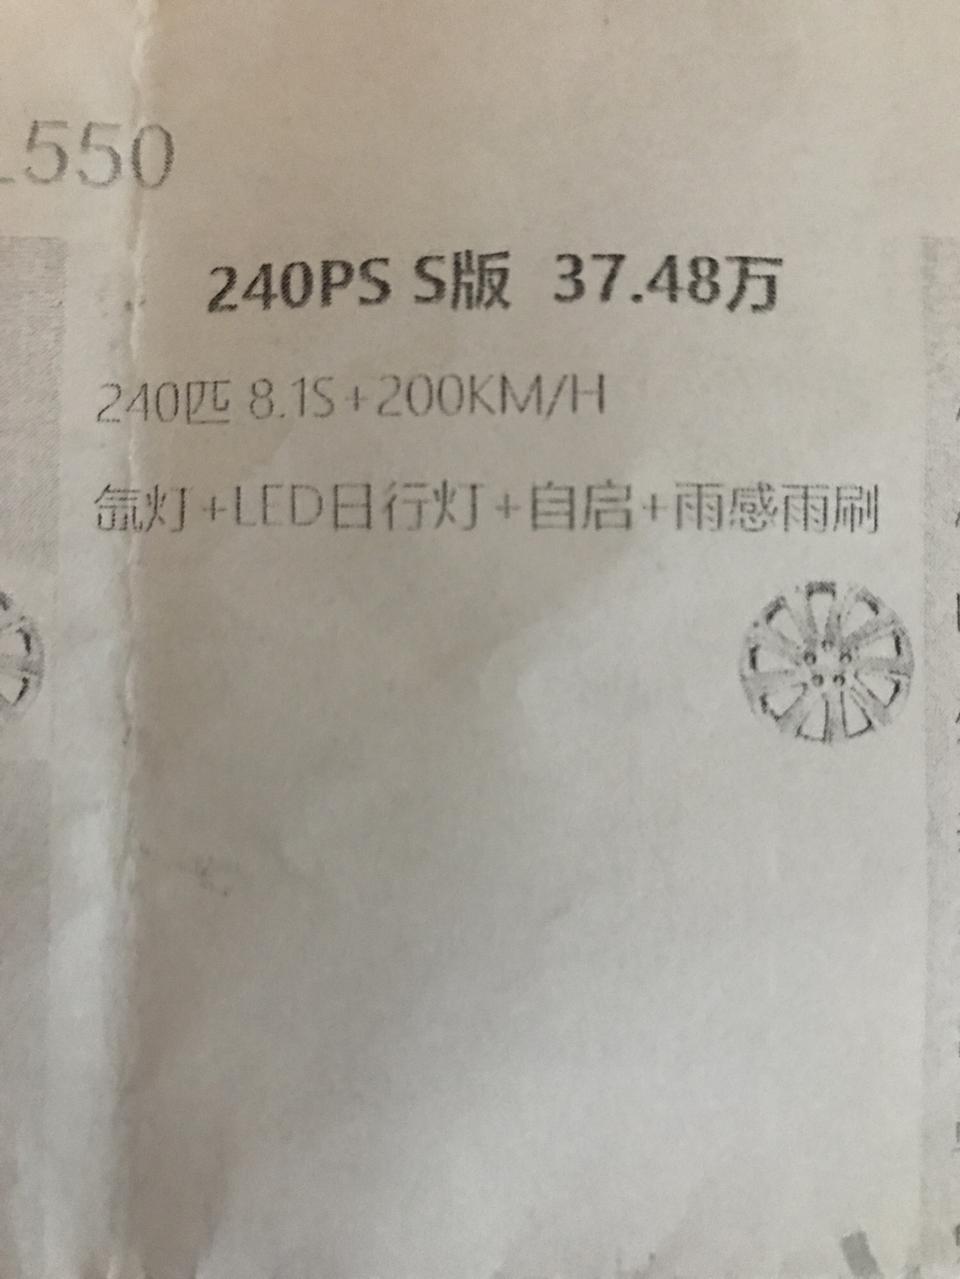 550
240PS S版 37.48万
240匹 8.1S+200KM/H
氙灯+LED日行灯+自启+雨感雨刷